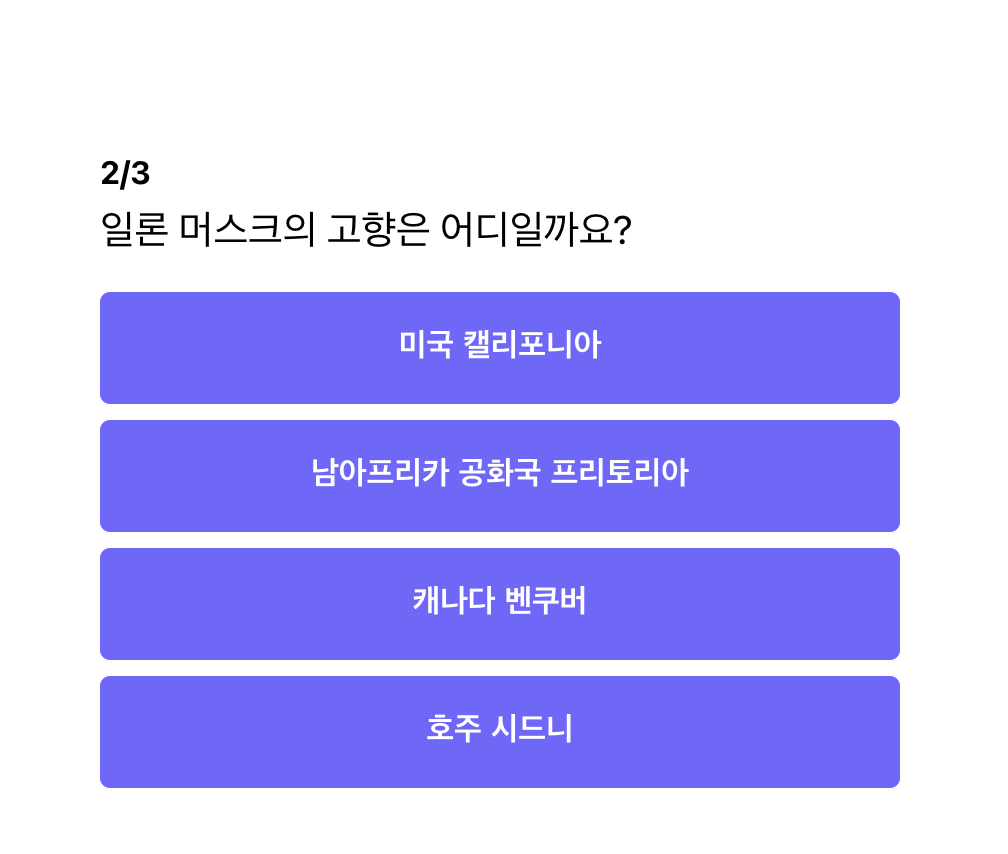 2/3
일론 머스크의 고향은 어디일까요?
미국 캘리포니아
남아프리카 공화국 프리토리아
캐나다 벤쿠버
호주 시드니